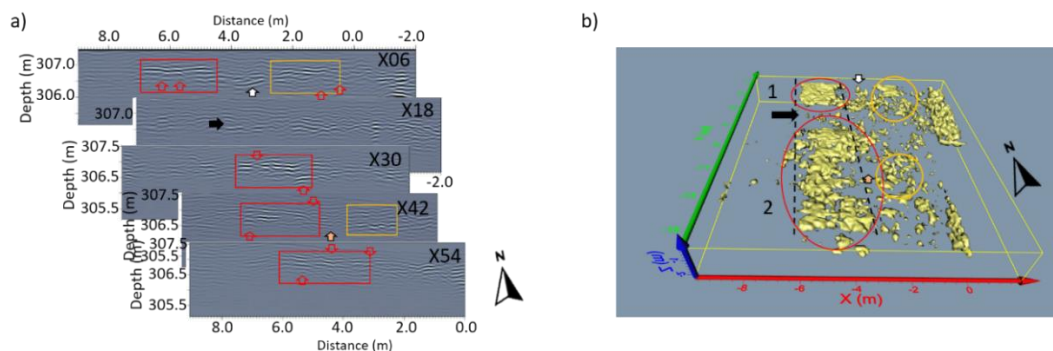 a)
Distance (m)
8.0 6.0 4.0 2.0 0.0 -2.0
Depth (m)
307.0
306.0
X06
307.0
X18
Depth (m)
307.5
306.5
305.5
X30
-2.0
Depth (m)
307.5
306.5
X42
Depth (m)
307.5
306.5
305.5
X54
N
8.0 6.0 4.0 2.0 0.0
Distance (m)
b)
1
2
N
Z (m)
-8 -6 -4 -2 0
X (m)